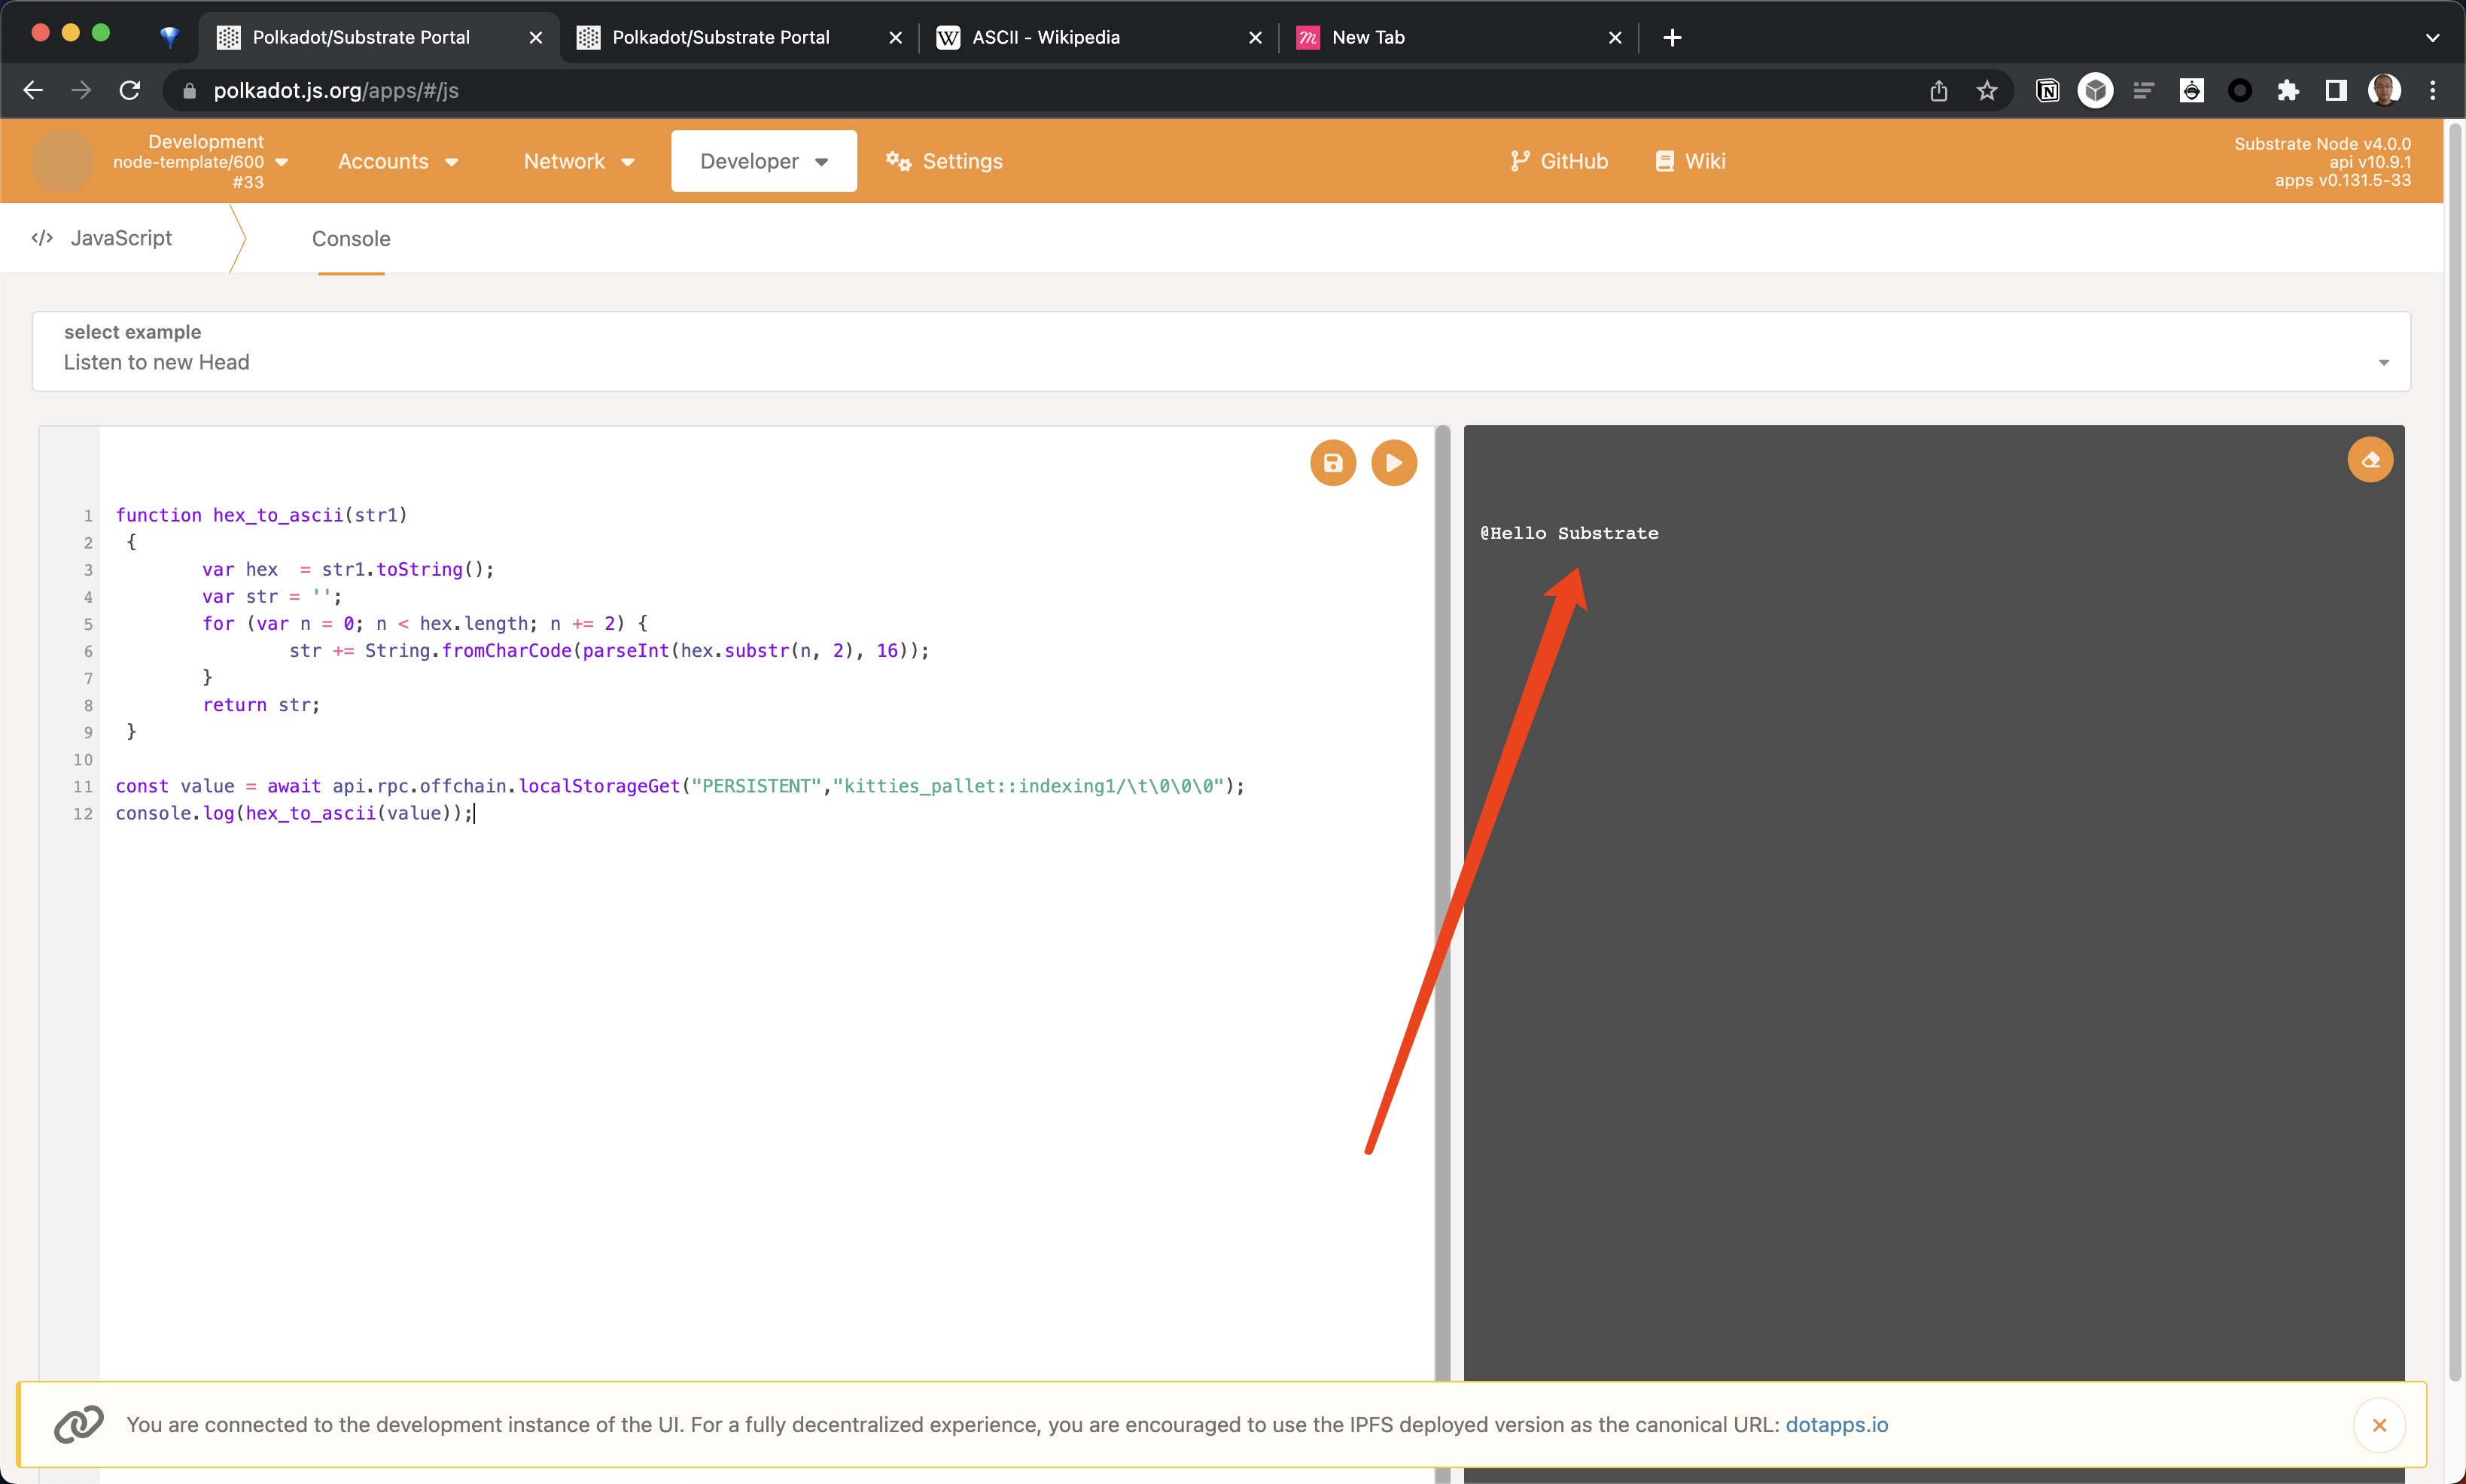 Polkadot/Substrate Portal
Polkadot/Substrate Portal
W ASCII - Wikipedia
m New Tab
polkadot.js.org/apps/#/js
Development
node-template/600
#33
Accounts
Network
Developer
Settings
GitHub
Wiki
Substrate Node v4.0.0
api v10.9.1
apps v0.131.5-33
</> JavaScript
Console
select example
Listen to new Head
1 function hex_to_ascii(str1)
2 {
3 var hex  = str1.toString();
4 var str = '';
5 for (var n = 0; n < hex.length; n += 2) {
6 str += String.fromCharCode(parseInt(hex.substr(n, 2), 16));
7 }
8 return str;
9 }
10
11 const value = await api.rpc.offchain.localStorageGet("PERSISTENT","kitties_pallet::indexing1/\t\0\0\0");
12 console.log(hex_to_ascii(value));
@Hello Substrate
You are connected to the development instance of the UI. For a fully decentralized experience, you are encouraged to use the IPFS deployed version as the canonical URL: dotapps.io